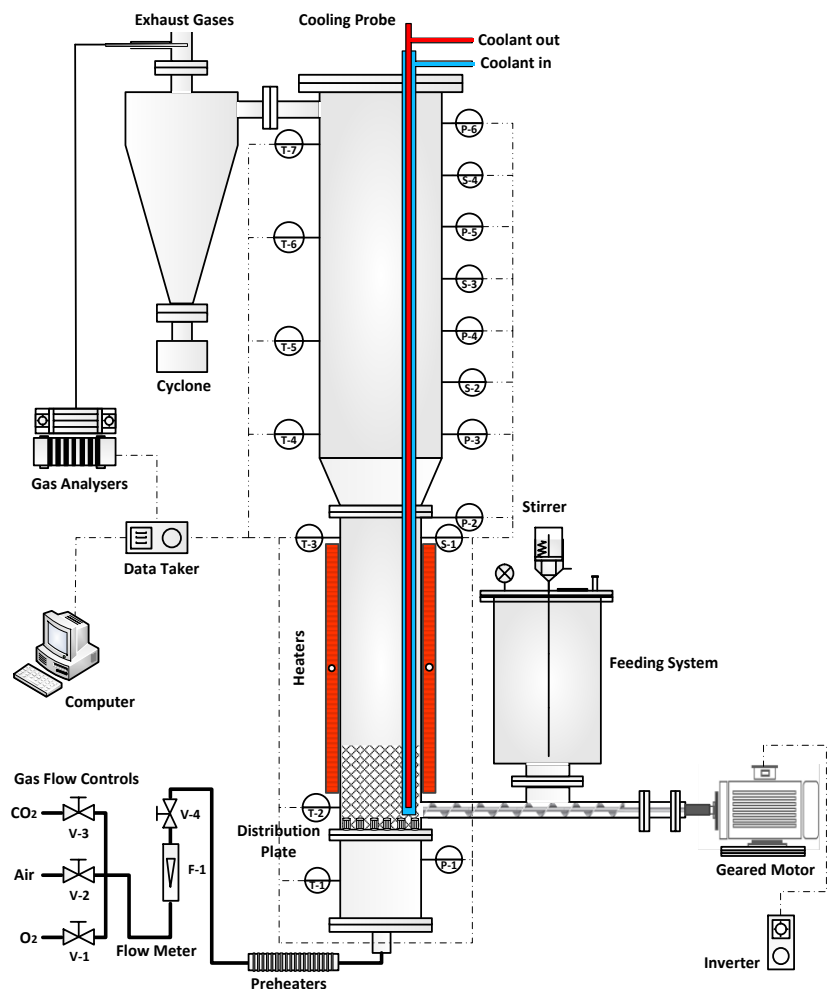 Exhaust Gases
Cooling Probe
Coolant out
Coolant in
P-6
T-7
S-4
P-5
T-6
S-3
P-4
T-5
S-2
Cyclone
T-4
P-3
Gas Analysers
Stirrer
P-2
T-3
S-1
Data Taker
Heaters
Feeding System
Computer
Gas Flow Controls
CO2
V-3
V-4
T-2
Distribution
Plate
Air
V-2
F-1
P-1
T-1
Geared Motor
O2
V-1
Flow Meter
Preheaters
Inverter